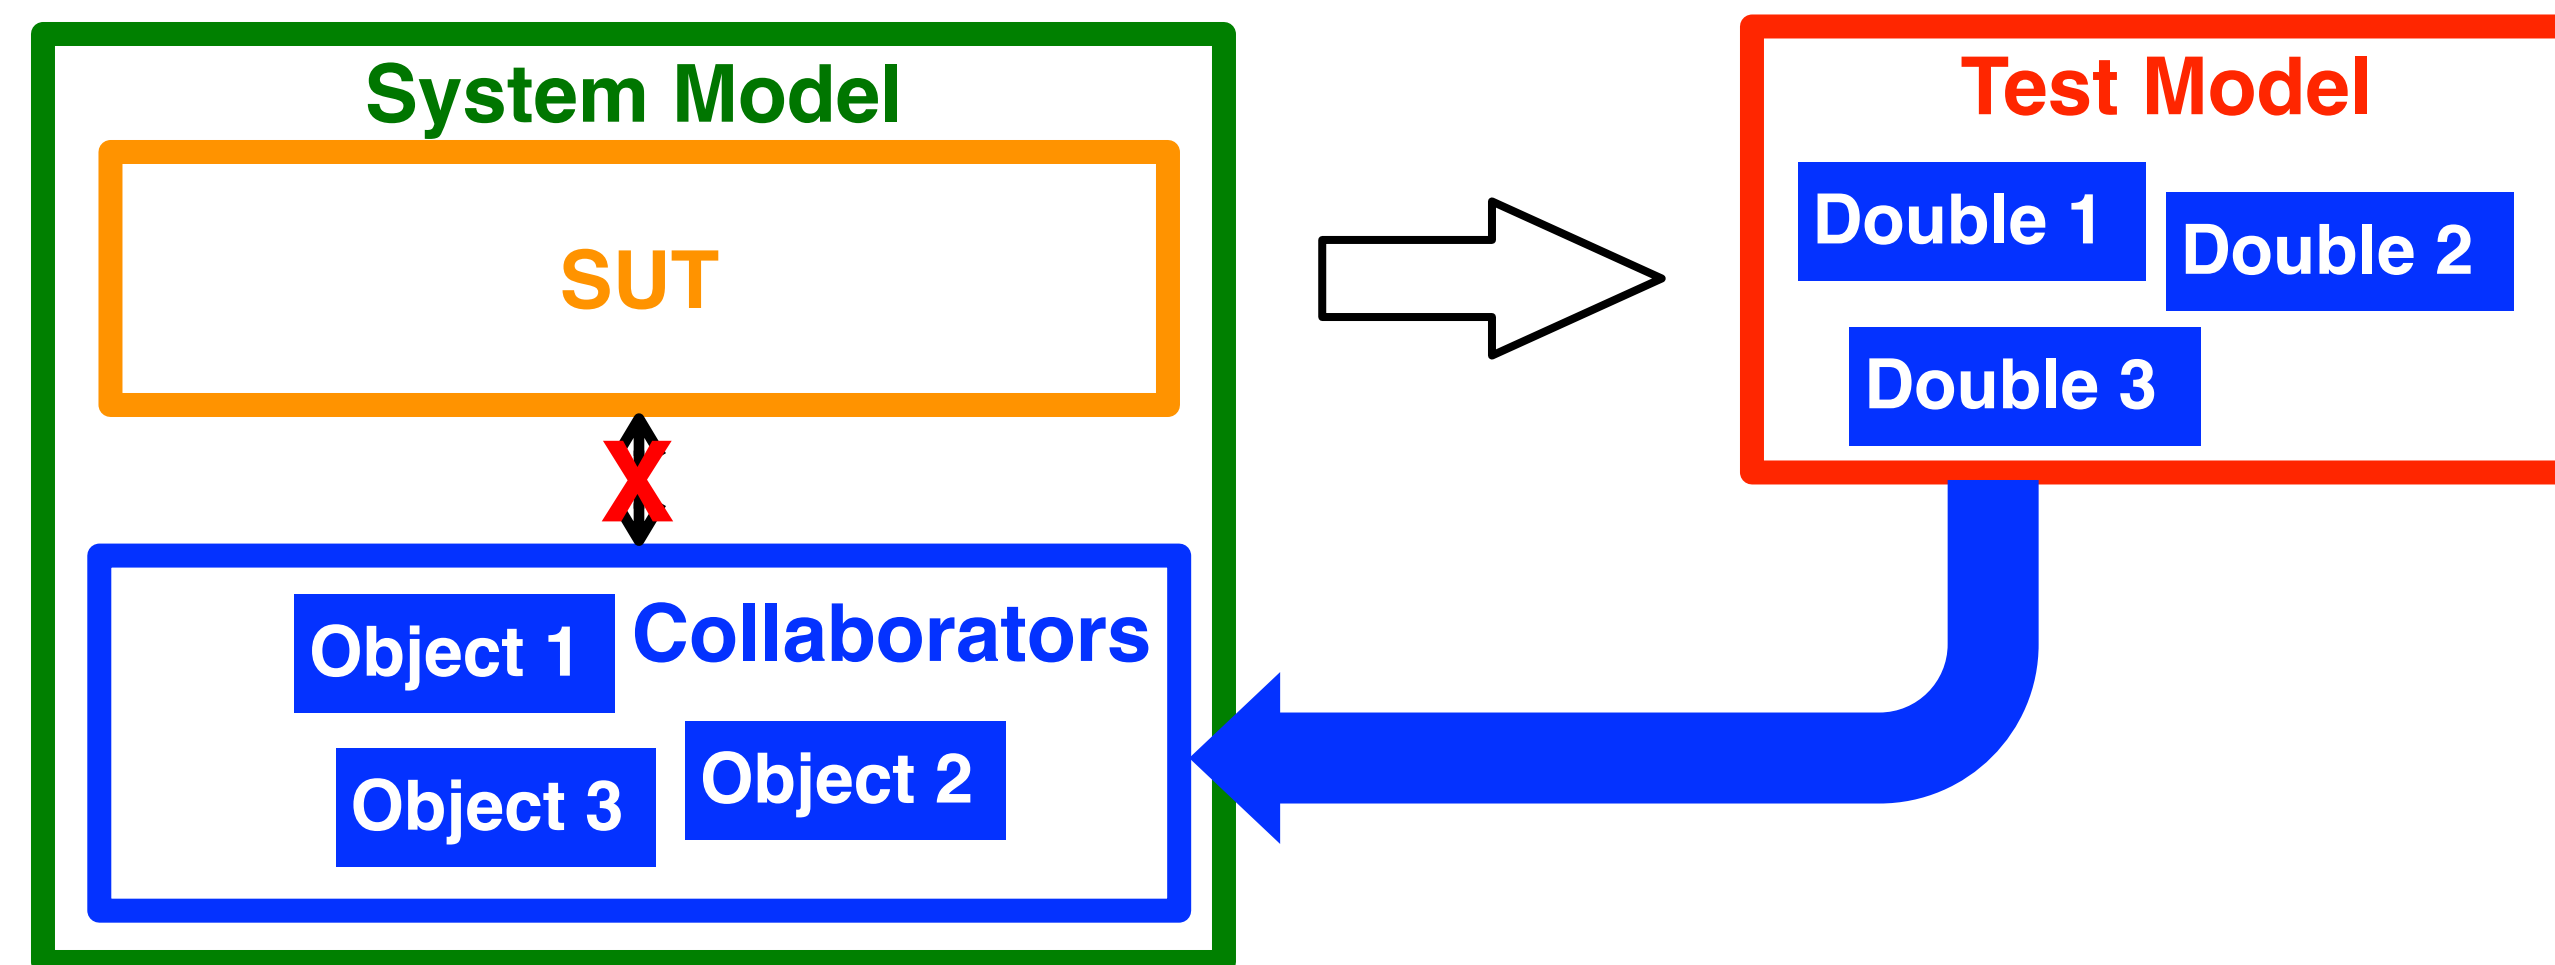 System Model
SUT
X
Collaborators
Object 1
Object 2
Object 3
Test Model
Double 1
Double 2
Double 3